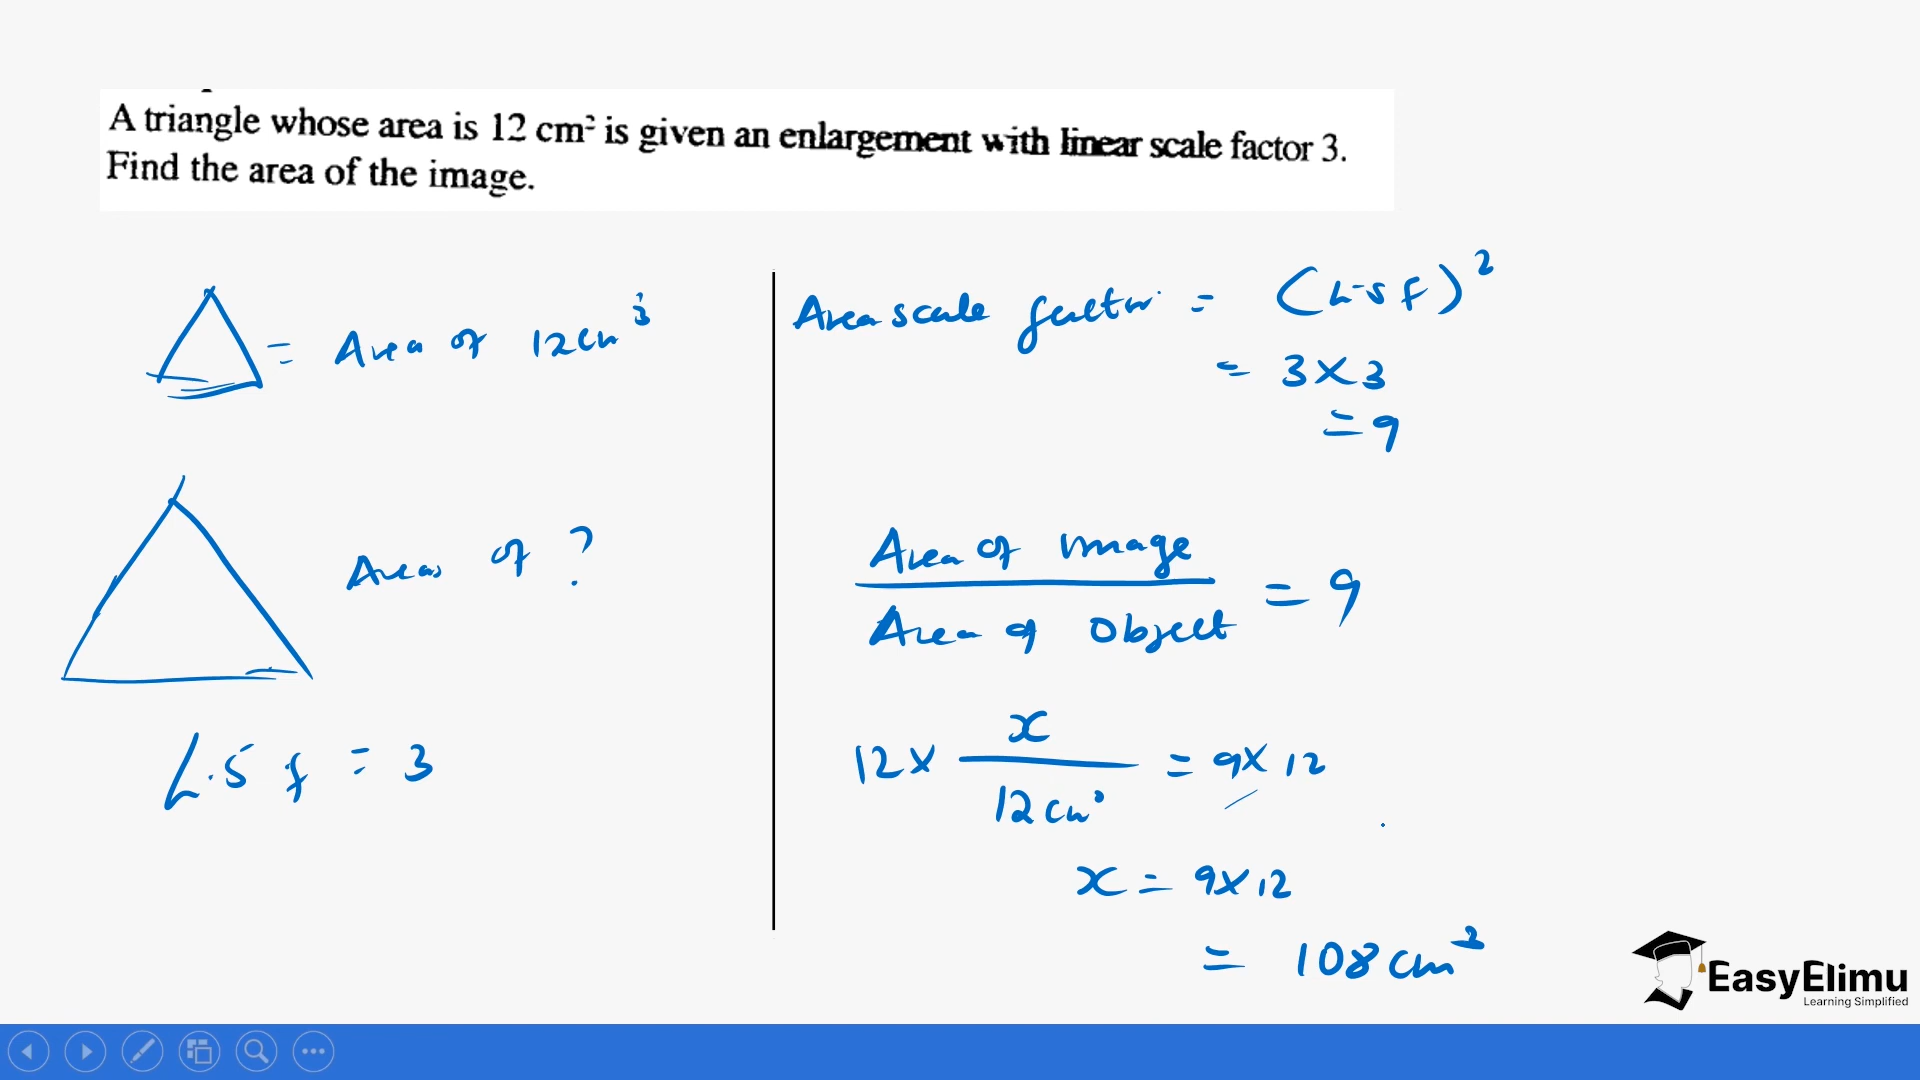 A triangle whose area is 12 cm² is given an enlargement with linear scale factor 3.
Find the area of the image.
= Area of 12cm³
Area of ?
L.S f = 3
Area scale factor = (L.S f)²
= 3 x 3
= 9
Area of image
Area of Object
= 9
12 x
x
12cm²
= 9 x 12
x = 9 x 12
= 108 cm²
EasyElimu
Learning Simplified